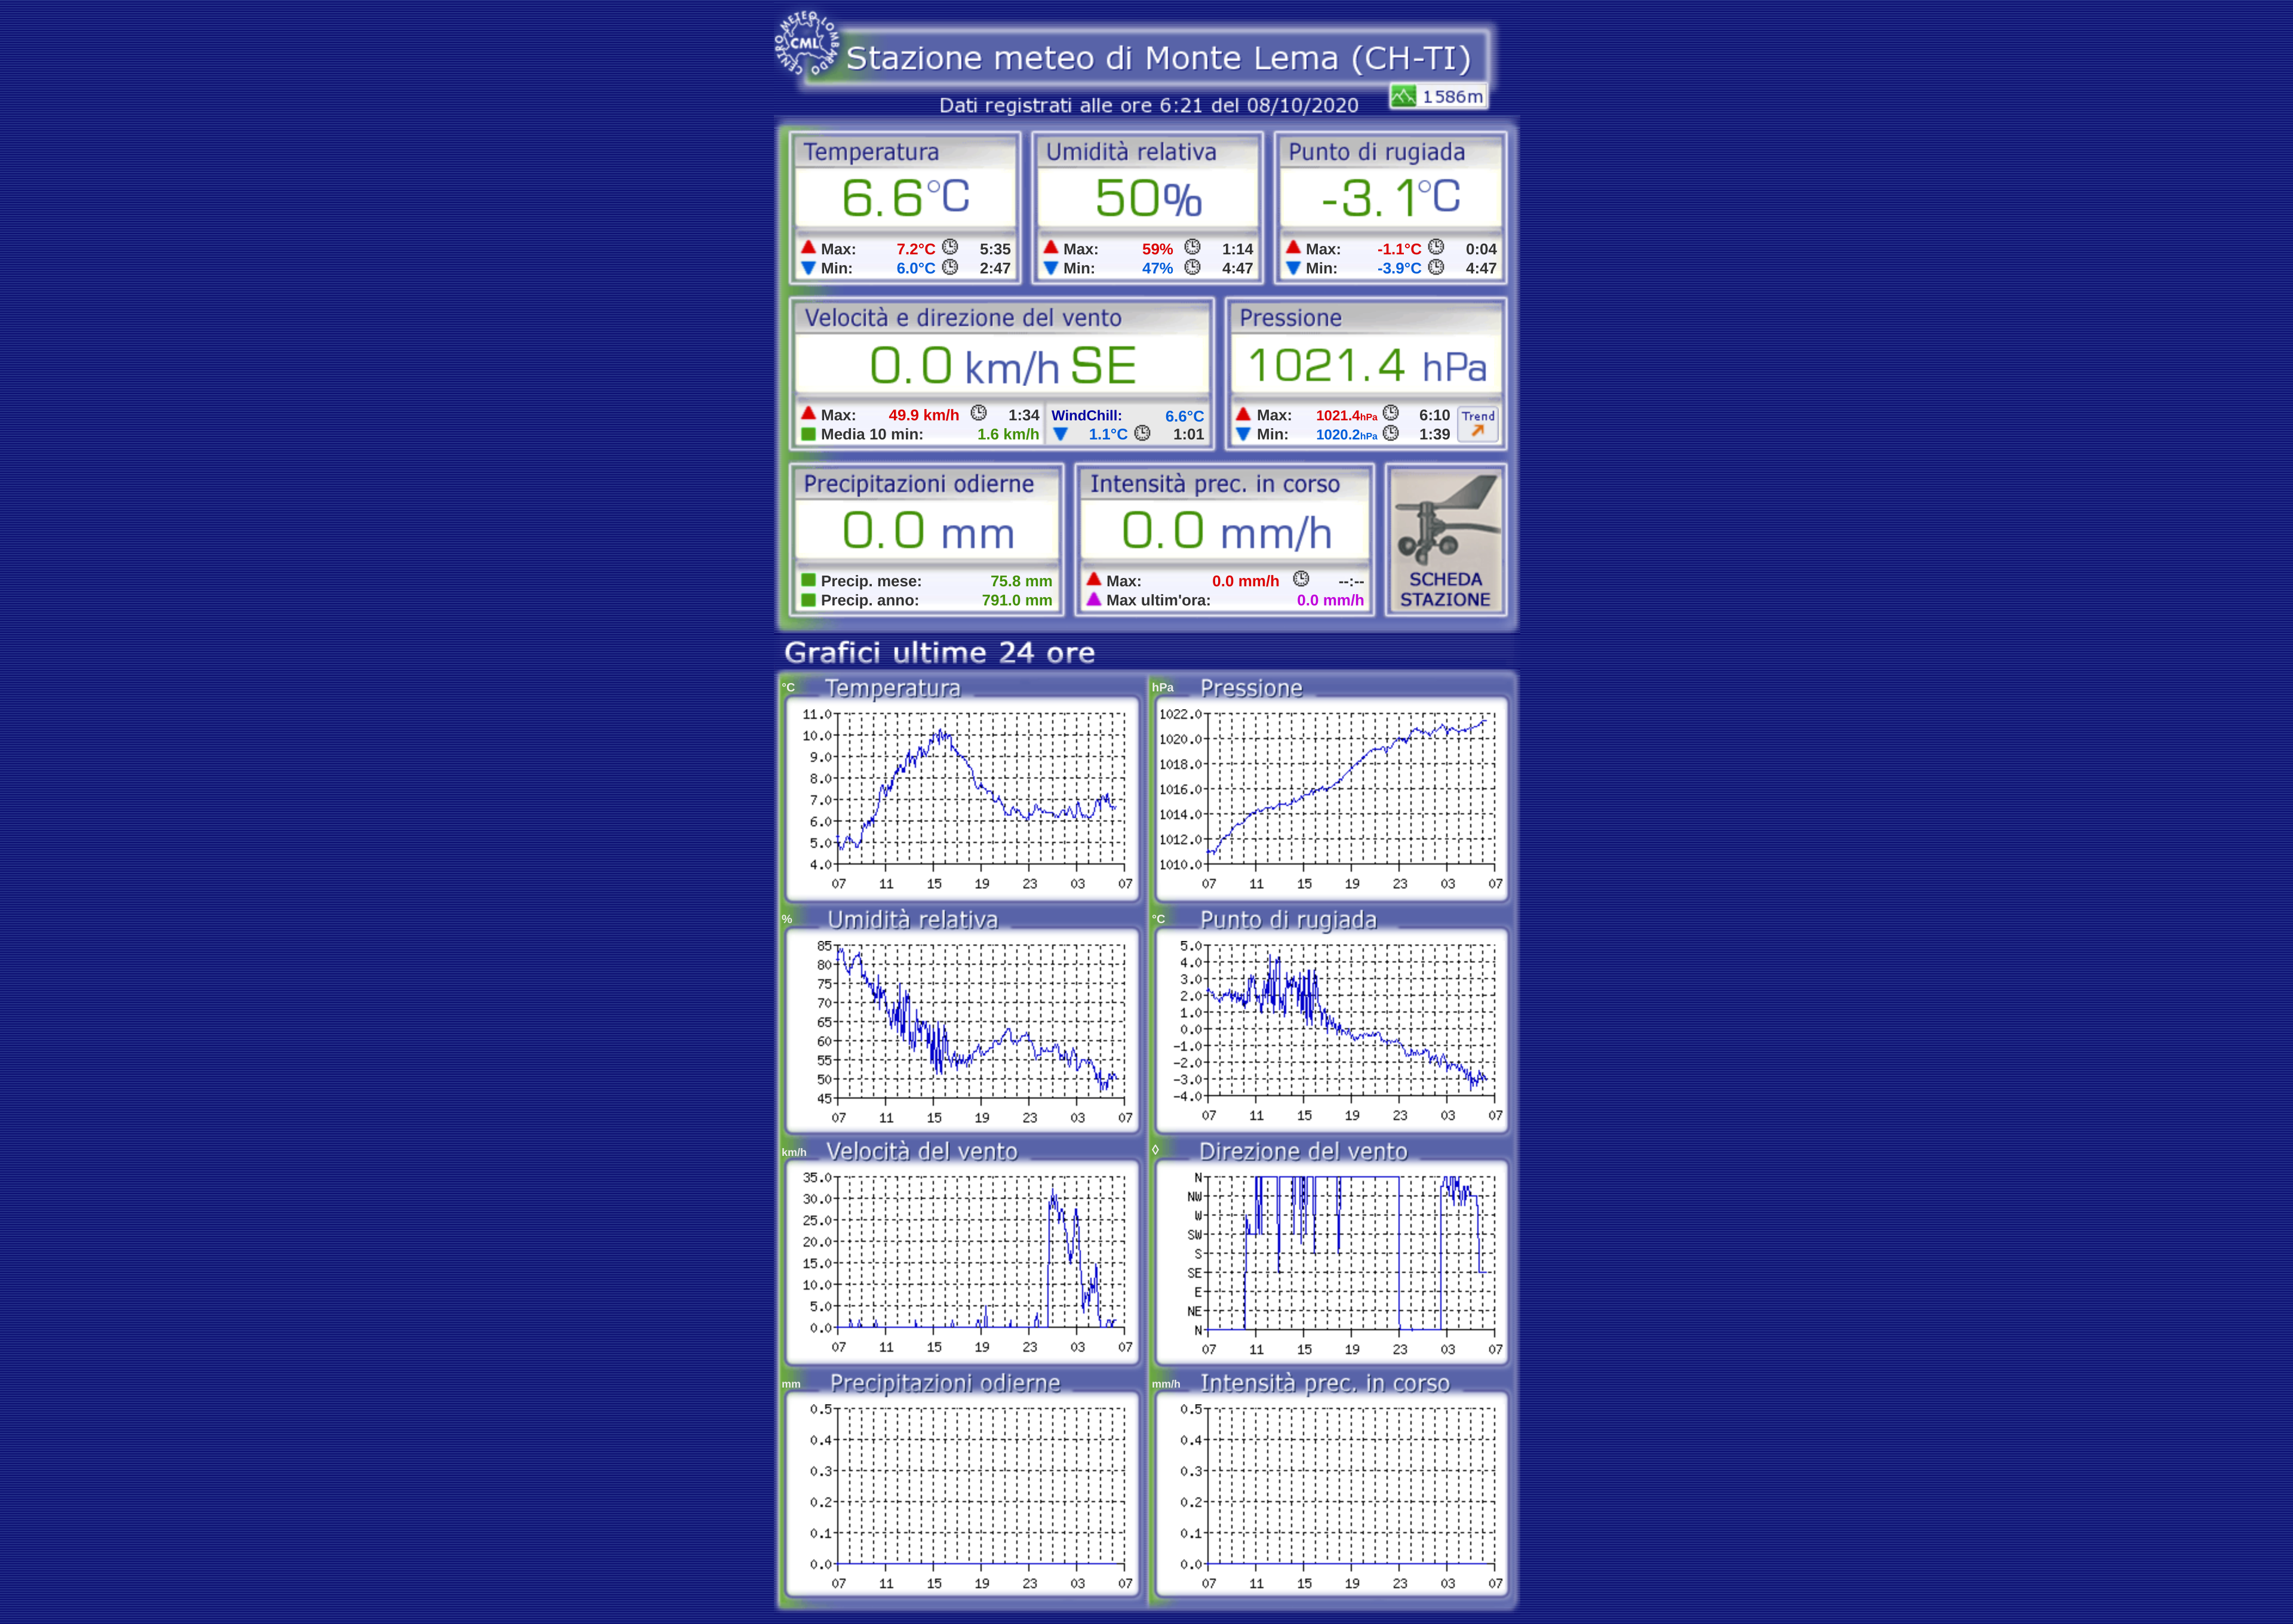 CENTRO METEO LOMBARDO
CML
Stazione meteo di Monte Lema (CH-TI)
1586m
Dati registrati alle ore 6:21 del 08/10/2020
Temperatura Umidità relativa Punto di rugiada
6.6°C 50% -3.1°C
Max: 7.2°C 5:35 Max: 59% 1:14 Max: -1.1°C 0:04
Min: 6.0°C 2:47 Min: 47% 4:47 Min: -3.9°C 4:47
Velocità e direzione del vento Pressione
0.0 km/h SE 1021.4 hPa
Max: 49.9 km/h 1:34 WindChill: 6.6°C Max: 1021.4hPa 6:10 Trend
Media 10 min: 1.6 km/h 1.1°C 1:01 Min: 1020.2hPa 1:39
Precipitazioni odierne Intensità prec. in corso
0.0 mm 0.0 mm/h
Precip. mese: 75.8 mm Max: 0.0 mm/h --:-- SCHEDA
Precip. anno: 791.0 mm Max ultim'ora: 0.0 mm/h STAZIONE
Grafici ultime 24 ore
°C Temperatura
11.0
10.0
9.0
8.0
7.0
6.0
5.0
4.0
07 11 15 19 23 03 07
hPa Pressione
1022.0
1020.0
1018.0
1016.0
1014.0
1012.0
1010.0
07 11 15 19 23 03 07
% Umidità relativa
85
80
75
70
65
60
55
50
45
07 11 15 19 23 03 07
°C Punto di rugiada
5.0
4.0
3.0
2.0
1.0
0.0
-1.0
-2.0
-3.0
-4.0
07 11 15 19 23 03 07
km/h Velocità del vento
35.0
30.0
25.0
20.0
15.0
10.0
5.0
0.0
07 11 15 19 23 03 07
◊ Direzione del vento
N
NW
W
SW
S
SE
E
NE
N
07 11 15 19 23 03 07
mm Precipitazioni odierne
0.5
0.4
0.3
0.2
0.1
0.0
07 11 15 19 23 03 07
mm/h Intensità prec. in corso
0.5
0.4
0.3
0.2
0.1
0.0
07 11 15 19 23 03 07